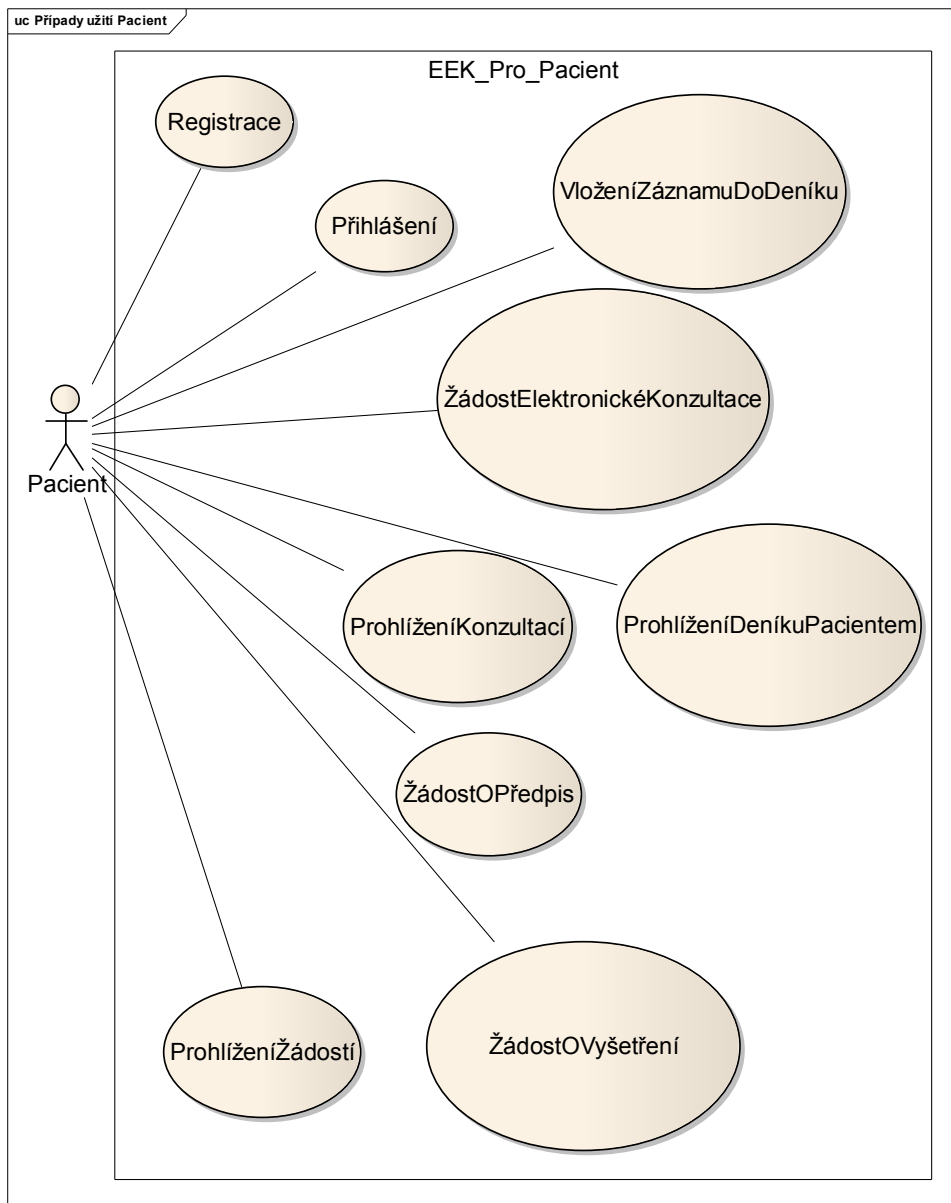 uc Případy užití Pacient
EEK_Pro_Pacient
Registrace
VloženíZáznamuDoDeníku
Přihlášení
ŽádostElektronickéKonzultace
Pacient
ProhlíženíKonzultací
ProhlíženíDeníkuPacientem
ŽádostOPředpis
ProhlíženíŽádostí
ŽádostOVyšetření